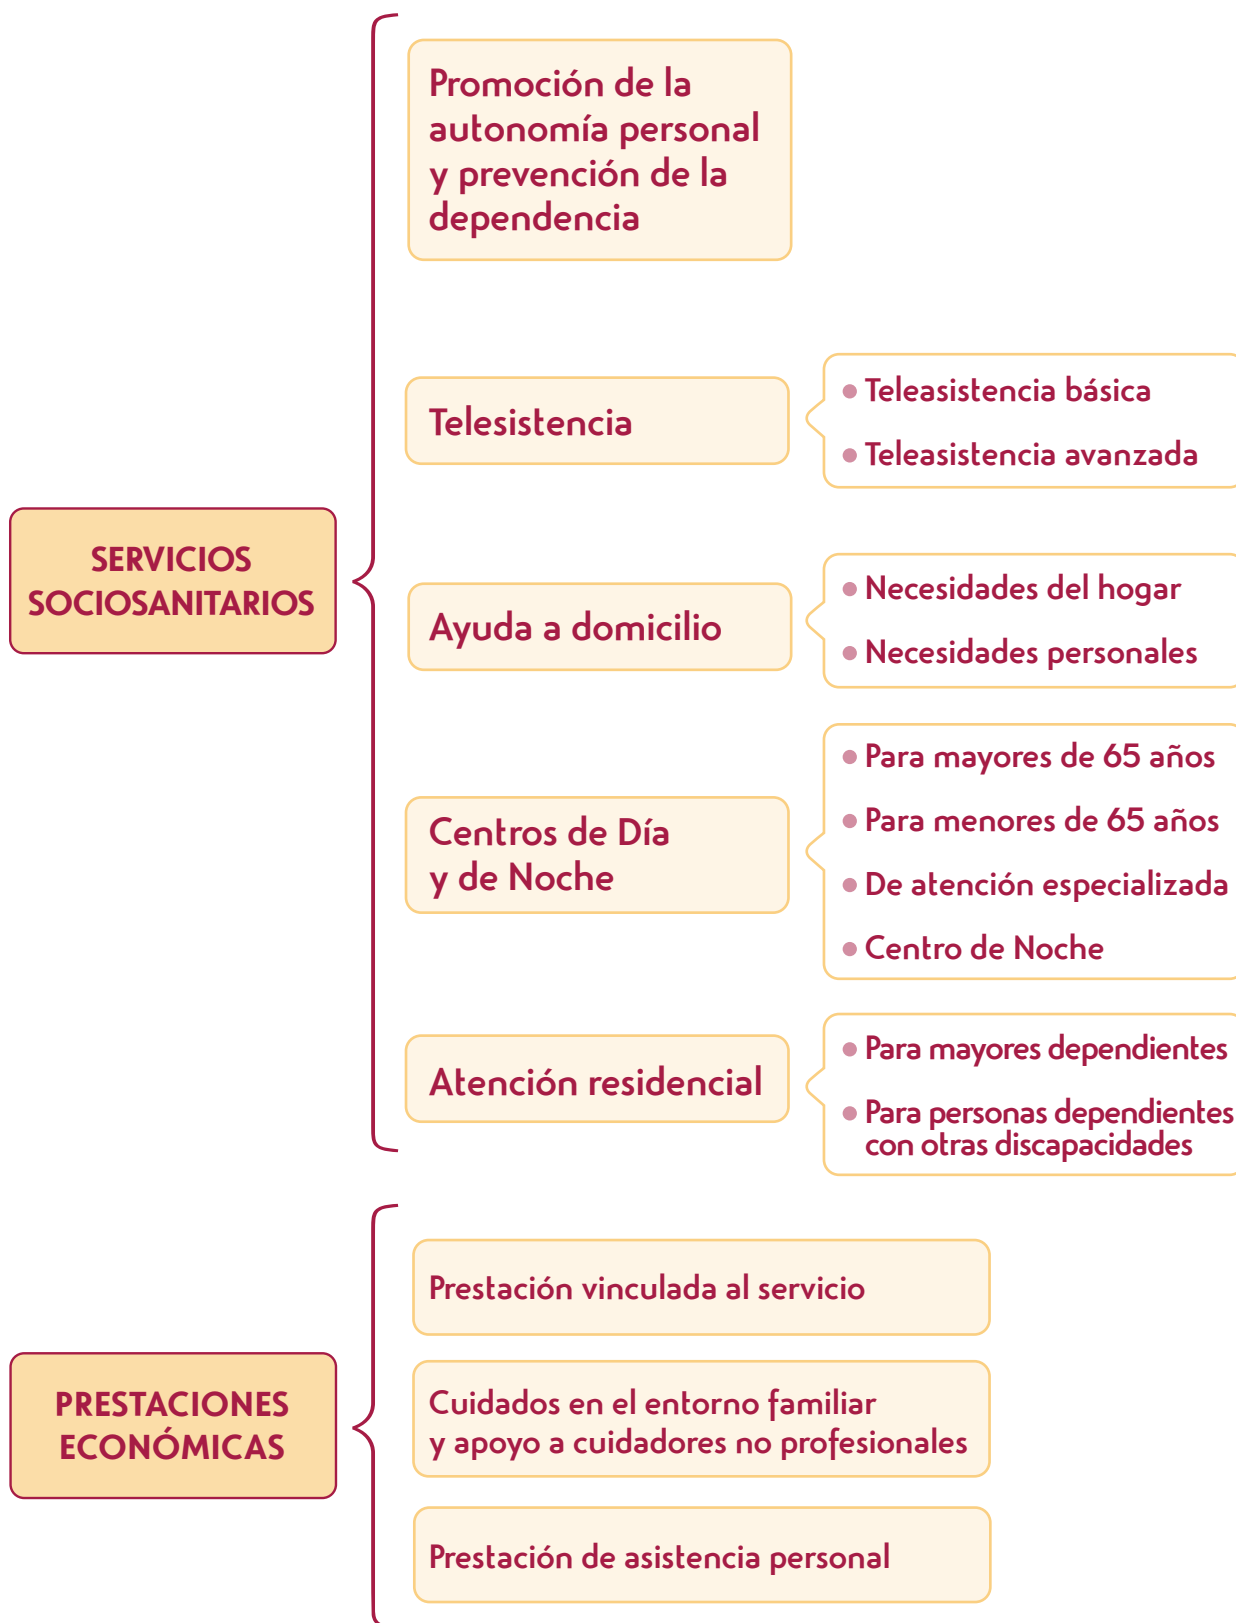 Promoción de la
autonomía personal
y prevención de la
dependencia
Telesistencia
• Teleasistencia básica
• Teleasistencia avanzada
SERVICIOS
SOCIOSANITARIOS
Ayuda a domicilio
• Necesidades del hogar
• Necesidades personales
Centros de Día
y de Noche
• Para mayores de 65 años
• Para menores de 65 años
• De atención especializada
• Centro de Noche
Atención residencial
• Para mayores dependientes
• Para personas dependientes
con otras discapacidades
PRESTACIONES
ECONÓMICAS
Prestación vinculada al servicio
Cuidados en el entorno familiar
y apoyo a cuidadores no profesionales
Prestación de asistencia personal